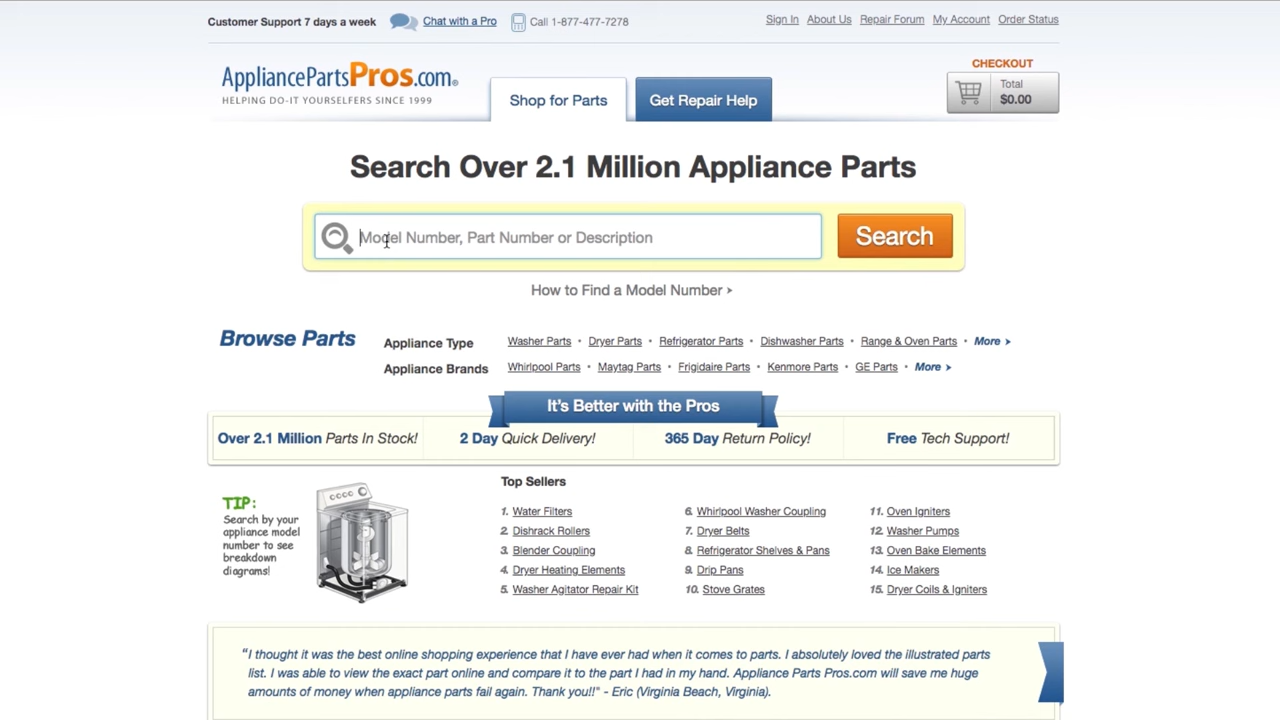 Customer Support 7 days a week Chat with a Pro Call 1-877-477-7278 Sign In About Us Repair Forum My Account Order Status
CHECKOUT
AppliancePartsPros.com®
HELPING DO-IT YOURSELFERS SINCE 1999
Shop for Parts Get Repair Help
Total
$0.00
Search Over 2.1 Million Appliance Parts
Model Number, Part Number or Description Search
How to Find a Model Number ▸
Browse Parts
Appliance Type Washer Parts • Dryer Parts • Refrigerator Parts • Dishwasher Parts • Range & Oven Parts • More ▸
Appliance Brands Whirlpool Parts • Maytag Parts • Frigidaire Parts • Kenmore Parts • GE Parts • More ▸
It's Better with the Pros
Over 2.1 Million Parts In Stock! 2 Day Quick Delivery! 365 Day Return Policy! Free Tech Support!
TIP:
Search by your
appliance model
number to see
breakdown
diagrams!
Top Sellers
1. Water Filters
2. Dishrack Rollers
3. Blender Coupling
4. Dryer Heating Elements
5. Washer Agitator Repair Kit
6. Whirlpool Washer Coupling
7. Dryer Belts
8. Refrigerator Shelves & Pans
9. Drip Pans
10. Stove Grates
11. Oven Igniters
12. Washer Pumps
13. Oven Bake Elements
14. Ice Makers
15. Dryer Coils & Igniters
“I thought it was the best online shopping experience that I have ever had when it comes to parts. I absolutely loved the illustrated parts
list. I was able to view the exact part online and compare it to the part I had in my hand. Appliance Parts Pros.com will save me huge
amounts of money when appliance parts fail again. Thank you!!" - Eric (Virginia Beach, Virginia).